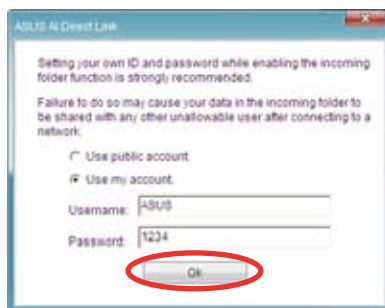 ASUS AI Direct Link
Setting your own ID and password while enabling the incoming
folder function is strongly recommended.
Failure to do so may cause your data in the incoming folder to
be shared with any other unallowable user after connecting to a
network.
Use public account.
Use my account.
Username: ASUS
Password: 1234
Ok